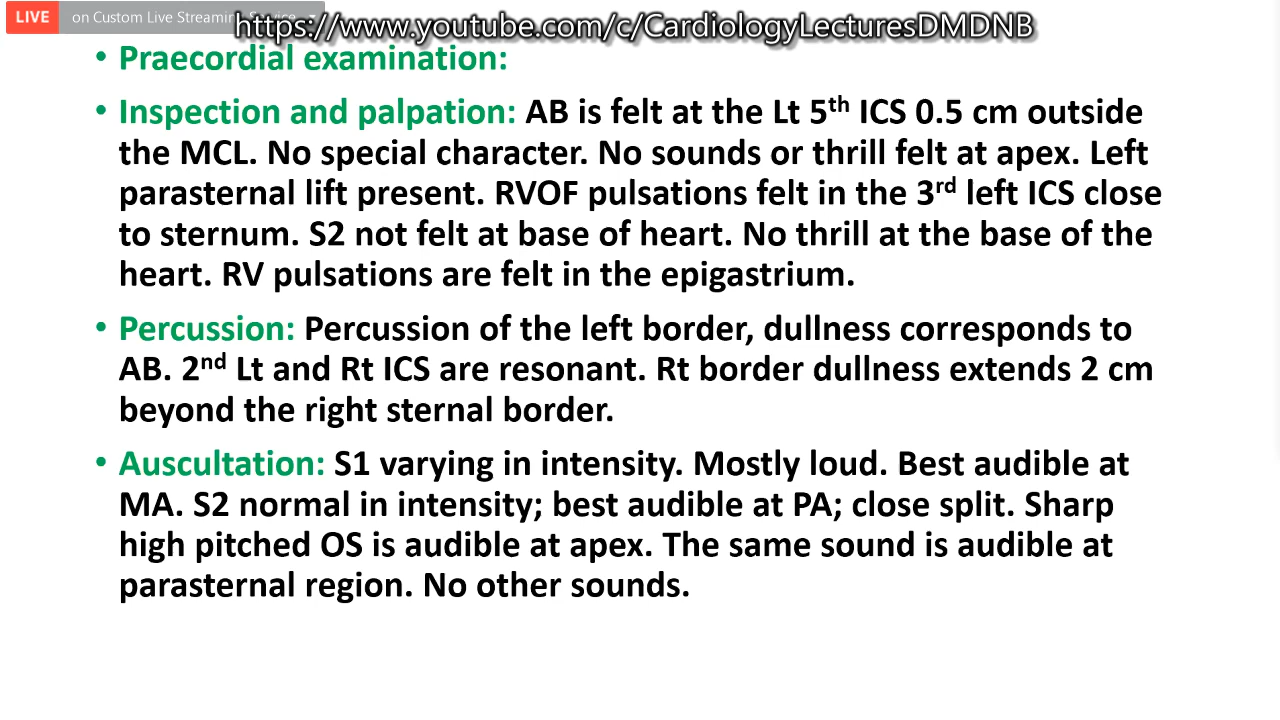 LIVE on Custom Live Streaming Service
https://www.youtube.com/c/CardiologyLecturesDMDNB
• Praecordial examination:
• Inspection and palpation: AB is felt at the Lt 5th ICS 0.5 cm outside
the MCL. No special character. No sounds or thrill felt at apex. Left
parasternal lift present. RVOF pulsations felt in the 3rd left ICS close
to sternum. S2 not felt at base of heart. No thrill at the base of the
heart. RV pulsations are felt in the epigastrium.
• Percussion: Percussion of the left border, dullness corresponds to
AB. 2nd Lt and Rt ICS are resonant. Rt border dullness extends 2 cm
beyond the right sternal border.
• Auscultation: S1 varying in intensity. Mostly loud. Best audible at
MA. S2 normal in intensity; best audible at PA; close split. Sharp
high pitched OS is audible at apex. The same sound is audible at
parasternal region. No other sounds.